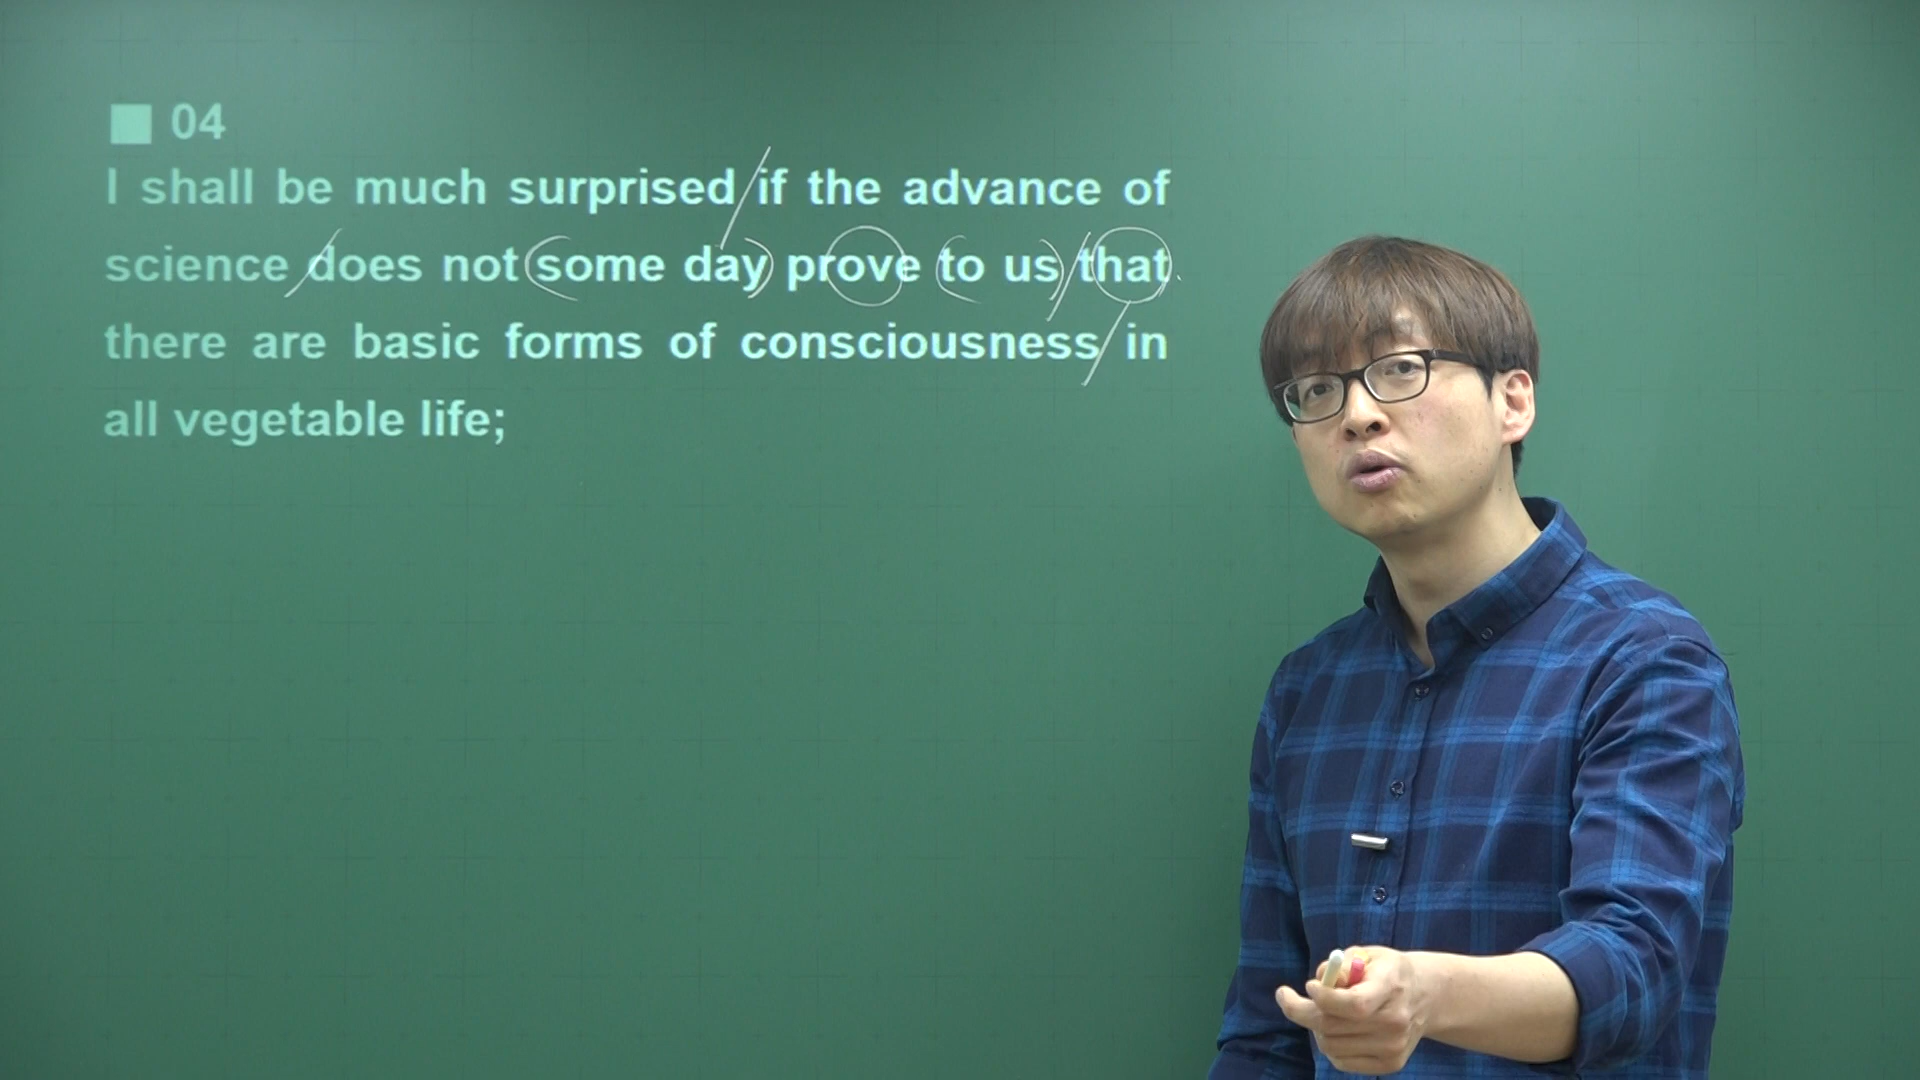 ■ 04
I shall be much surprised / if the advance of
science / does not (some day) prove (to us) / that
there are basic forms of consciousness / in
all vegetable life;